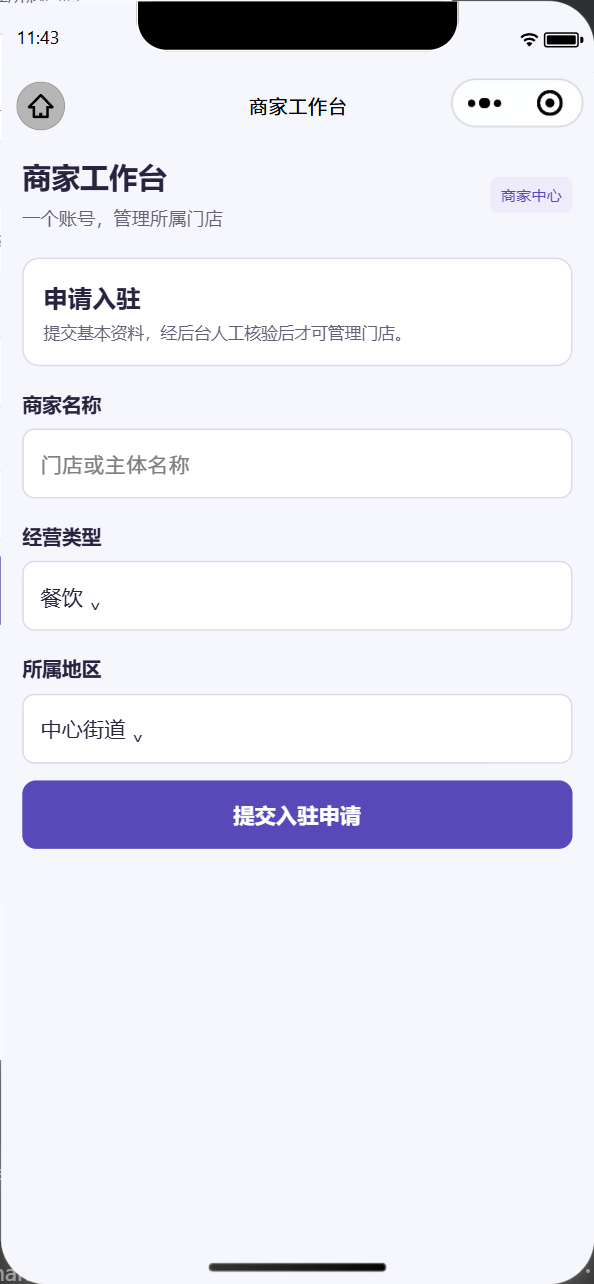 11:43
商家工作台
商家工作台
商家中心
一个账号，管理所属门店
申请入驻
提交基本资料，经后台人工核验后才可管理门店。
商家名称
门店或主体名称
经营类型
餐饮
所属地区
中心街道
提交入驻申请